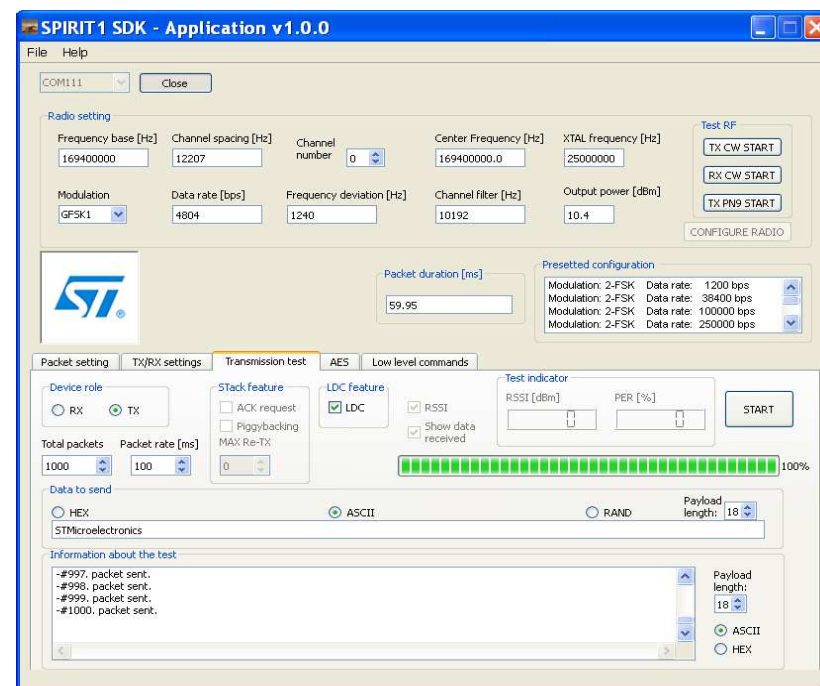 SPIRIT1 SDK - Application v1.0.0
File Help
COM111 Close
Radio setting
Frequency base [Hz] Channel spacing [Hz] Channel number Center Frequency [Hz] XTAL frequency [Hz]
169400000 12207 0 169400000.0 25000000
Modulation Data rate [bps] Frequency deviation [Hz] Channel filter [Hz] Output power [dBm]
GFSK1 4804 1240 10192 10.4
Test RF
TX CW START
RX CW START
TX PN9 START
CONFIGURE RADIO
Packet duration [ms]
59.95
Presetted configuration
Modulation: 2-FSK Data rate: 1200 bps
Modulation: 2-FSK Data rate: 38400 bps
Modulation: 2-FSK Data rate: 100000 bps
Modulation: 2-FSK Data rate: 250000 bps
Packet setting TX/RX settings Transmission test AES Low level commands
Device role
RX TX
Total packets Packet rate [ms]
1000 100
STack feature
ACK request
Piggybacking
MAX Re-TX
0
LDC feature
LDC
RSSI
Show data received
Test indicator
RSSI [dBm] PER [%]
0 0
START
100%
Data to send
HEX ASCII RAND
Payload length: 18
STMicroelectronics
Information about the test
-#997. packet sent.
-#998. packet sent.
-#999. packet sent.
-#1000. packet sent.
Payload length:
18
ASCII
HEX